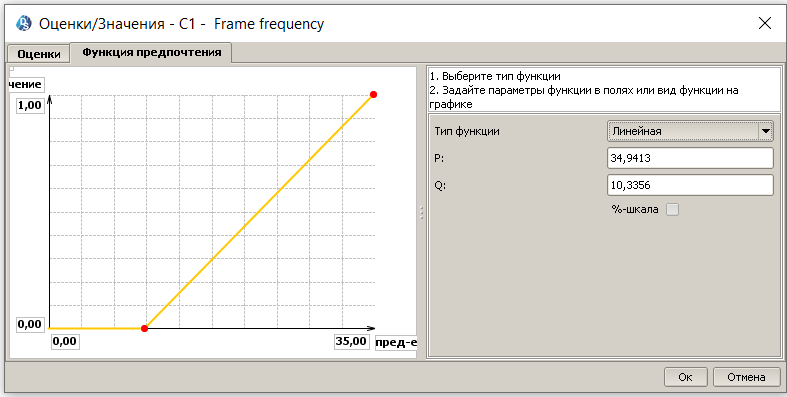 Оценки/Значения - C1 - Frame frequency
Оценки
Функция предпочтения
чение
1,00
0,00
0,00
35,00
пред-е
1. Выберите тип функции
2. Задайте параметры функции в полях или вид функции на
графике
Тип функции
Линейная
P:
34,9413
Q:
10,3356
%-шкала
Ок
Отмена